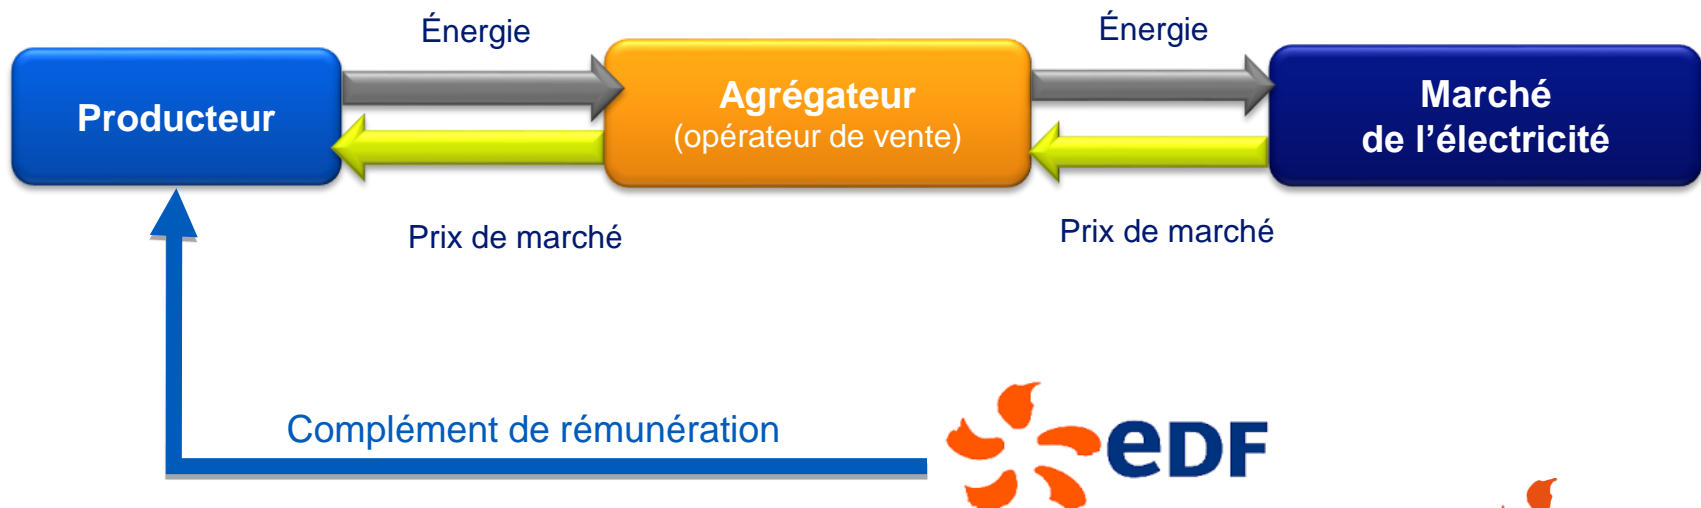 Énergie
Énergie
Producteur
Agrégateur
(opérateur de vente)
Marché
de l’électricité
Prix de marché
Prix de marché
Complément de rémunération
eDF